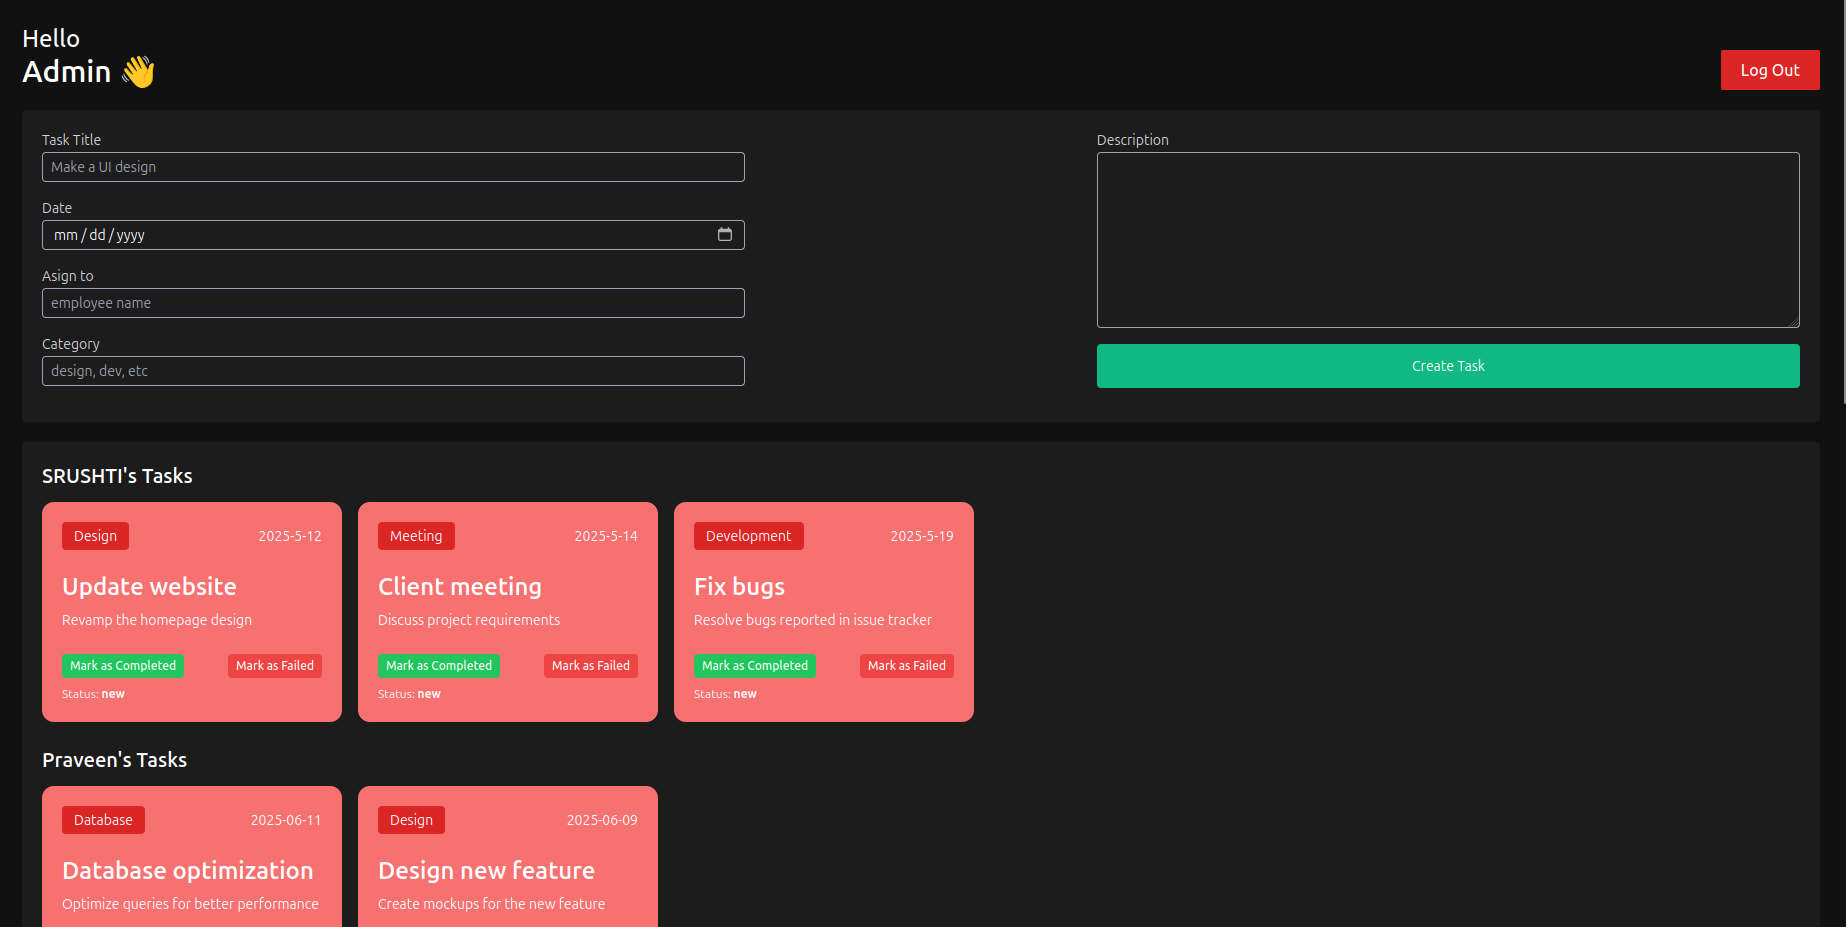 Hello
Admin 👋
Log Out
Task Title
Make a UI design
Date
mm / dd / yyyy
Asign to
employee name
Category
design, dev, etc
Description
Create Task
SRUSHTI's Tasks
Design 2025-5-12
Update website
Revamp the homepage design
Mark as Completed Mark as Failed
Status: new
Meeting 2025-5-14
Client meeting
Discuss project requirements
Mark as Completed Mark as Failed
Status: new
Development 2025-5-19
Fix bugs
Resolve bugs reported in issue tracker
Mark as Completed Mark as Failed
Status: new
Praveen's Tasks
Database 2025-06-11
Database optimization
Optimize queries for better performance
Design 2025-06-09
Design new feature
Create mockups for the new feature